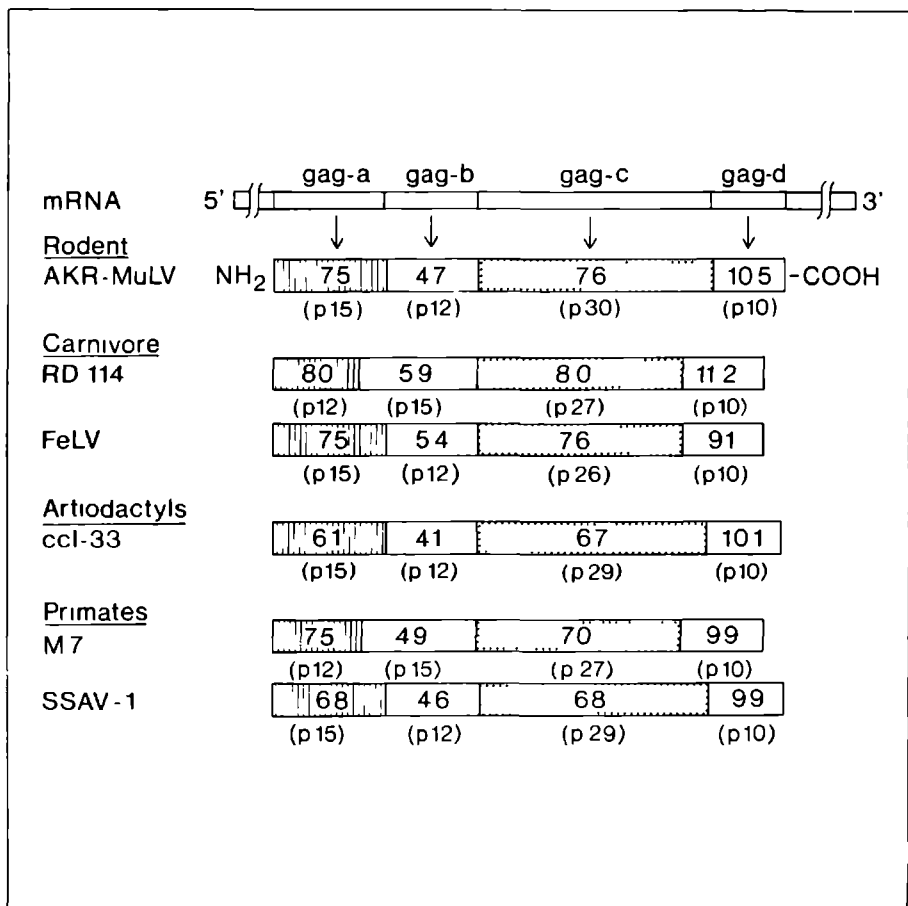 gag-a gag-b gag-c gag-d
mRNA 5' 3'
Rodent
AKR-MuLV NH2 75 47 76 105 -COOH
(p15) (p12) (p30) (p10)
Carnivore
RD 114 80 59 80 112
(p12) (p15) (p27) (p10)
FeLV 75 54 76 91
(p15) (p12) (p26) (p10)
Artiodactyls
ccl-33 61 41 67 101
(p15) (p12) (p29) (p10)
Primates
M7 75 49 70 99
(p12) (p15) (p27) (p10)
SSAV-1 68 46 68 99
(p15) (p12) (p29) (p10)